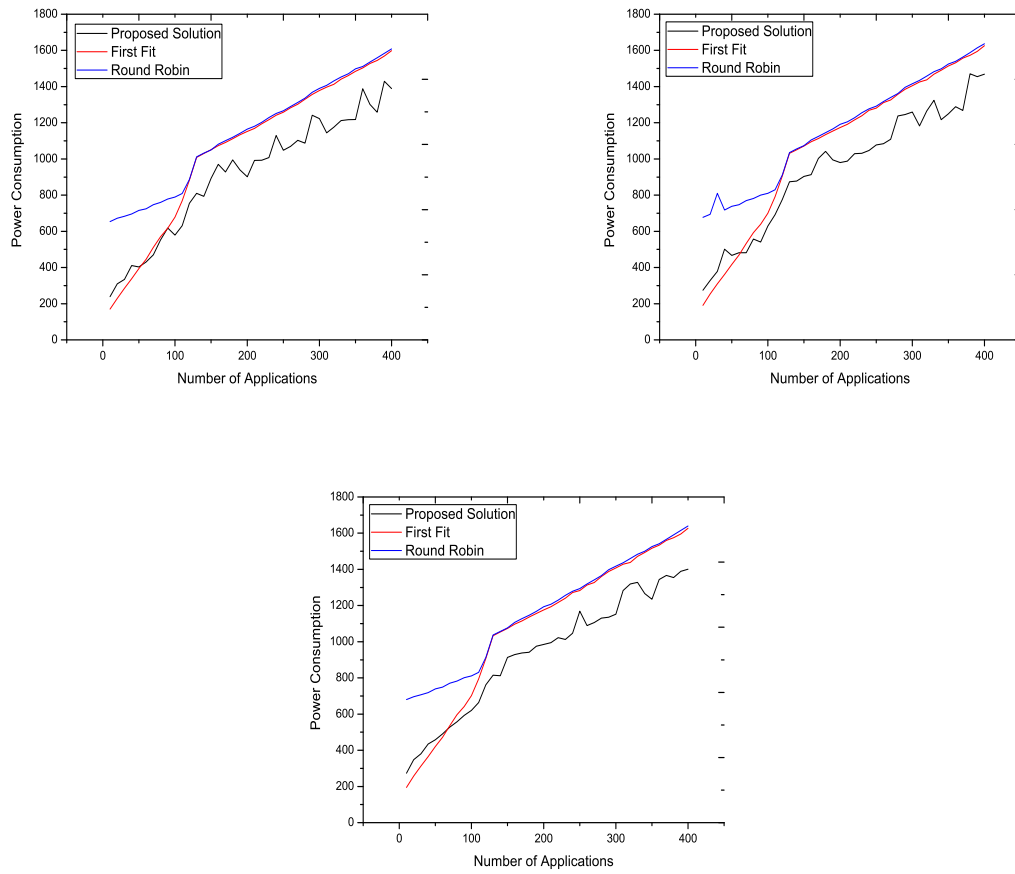 Proposed Solution
First Fit
Round Robin
1800
1600
1400
1200
1000
800
600
400
200
0
Power Consumption
0 100 200 300 400
Number of Applications
Proposed Solution
First Fit
Round Robin
1800
1600
1400
1200
1000
800
600
400
200
0
Power Consumption
0 100 200 300 400
Number of Applications
Proposed Solution
First Fit
Round Robin
1800
1600
1400
1200
1000
800
600
400
200
0
Power Consumption
0 100 200 300 400
Number of Applications